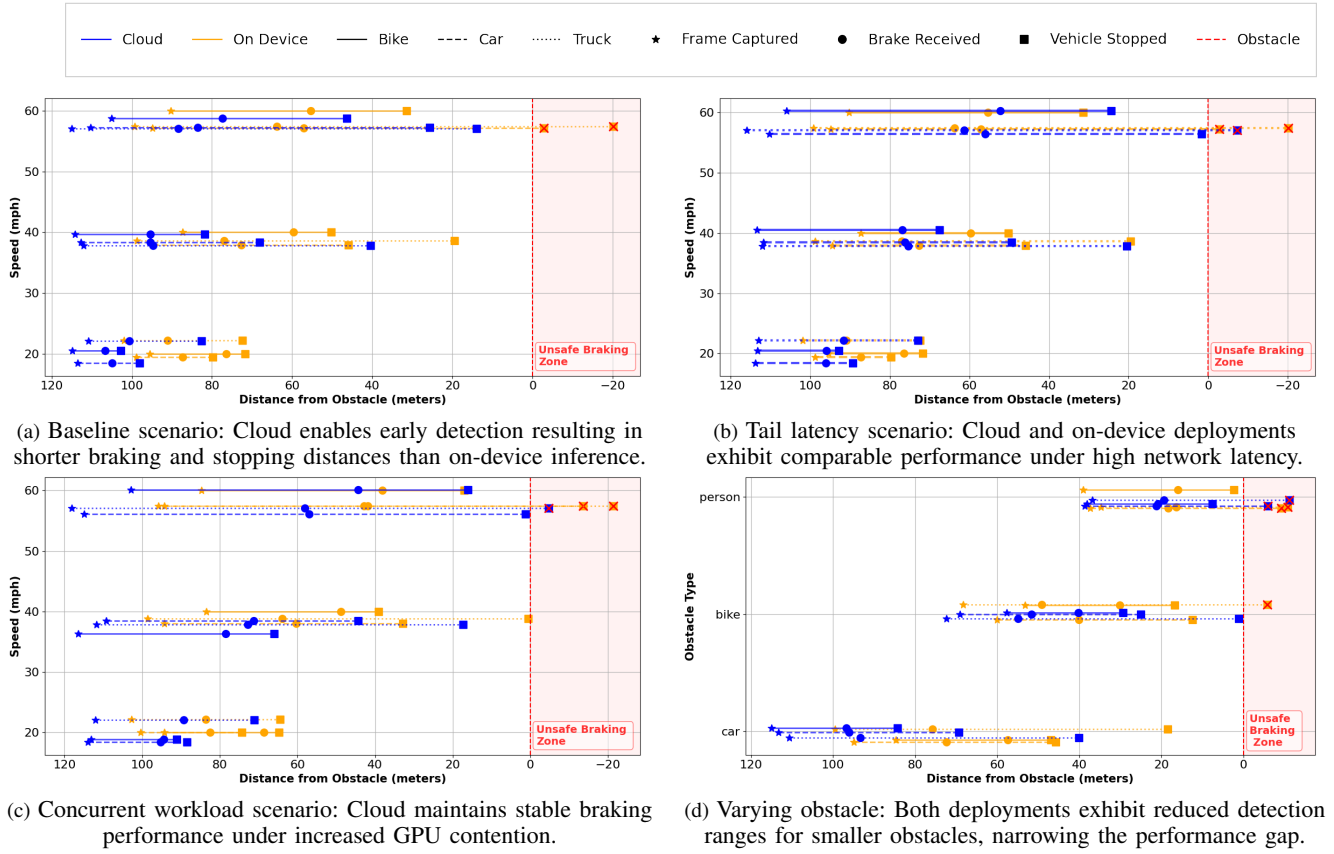 Cloud On Device Bike Car Truck Frame Captured Brake Received Vehicle Stopped Obstacle
60
50
40
30
20
Speed (mph)
Unsafe Braking
Zone
120 100 80 60 40 20 0 −20
Distance from Obstacle (meters)
(a) Baseline scenario: Cloud enables early detection resulting in
shorter braking and stopping distances than on-device inference.
60
50
40
30
20
Speed (mph)
Unsafe Braking
Zone
120 100 80 60 40 20 0 −20
Distance from Obstacle (meters)
(b) Tail latency scenario: Cloud and on-device deployments
exhibit comparable performance under high network latency.
60
50
40
30
20
Speed (mph)
Unsafe Braking
Zone
120 100 80 60 40 20 0 −20
Distance from Obstacle (meters)
(c) Concurrent workload scenario: Cloud maintains stable braking
performance under increased GPU contention.
person
bike
car
Obstacle Type
Unsafe
Braking
Zone
120 100 80 60 40 20 0
Distance from Obstacle (meters)
(d) Varying obstacle: Both deployments exhibit reduced detection
ranges for smaller obstacles, narrowing the performance gap.